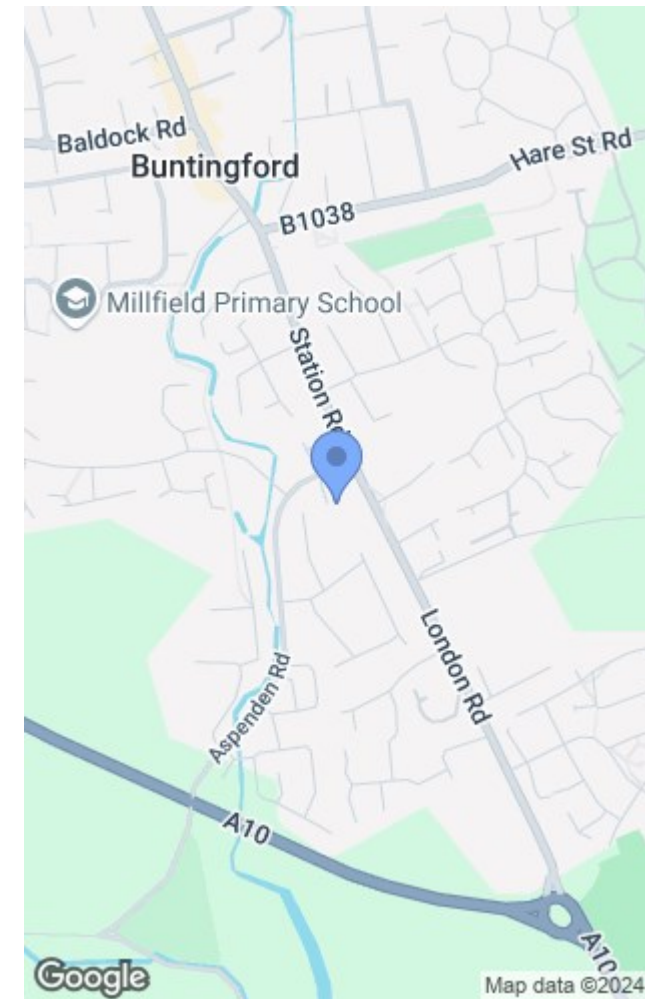 Baldock Rd
Buntingford
Hare St Rd
B1038
Millfield Primary School
Station Rd
London Rd
Aspenden Rd
A10
A10
Google
Map data ©2024